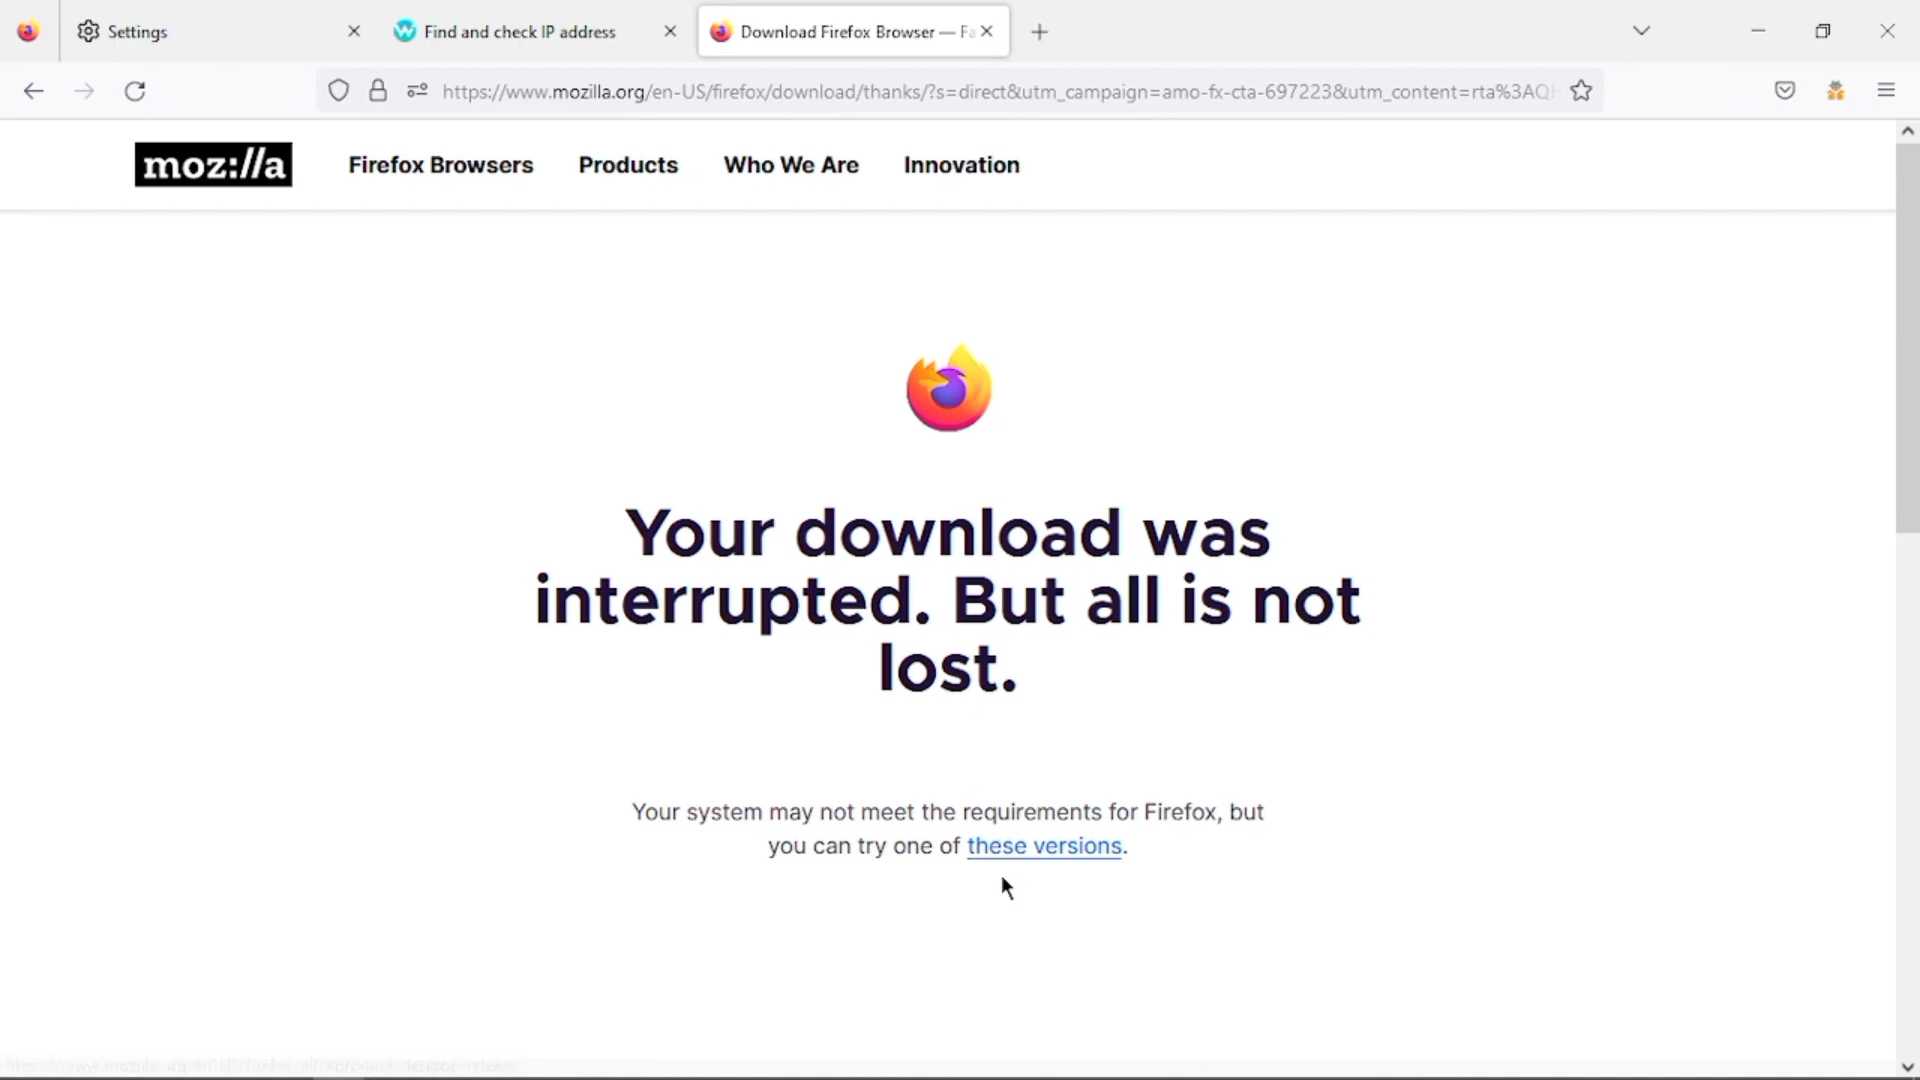 Settings
Find and check IP address
Download Firefox Browser — Fa
https://www.mozilla.org/en-US/firefox/download/thanks/?s=direct&utm_campaign=amo-fx-cta-697223&utm_content=rta%3AQ
moz://a
Firefox Browsers
Products
Who We Are
Innovation
Your download was
interrupted. But all is not
lost.
Your system may not meet the requirements for Firefox, but
you can try one of these versions.